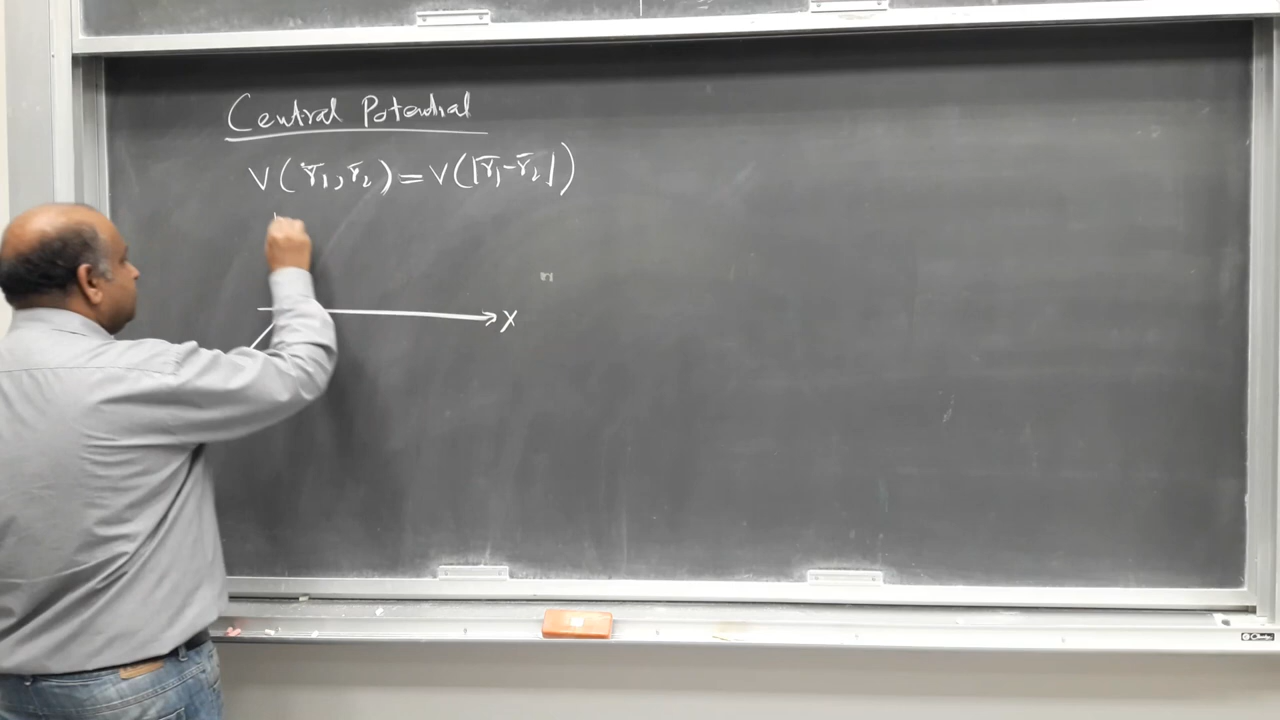 Central Potential
V(r̄₁, r̄₂) = V(|r̄₁ - r̄₂|)
X